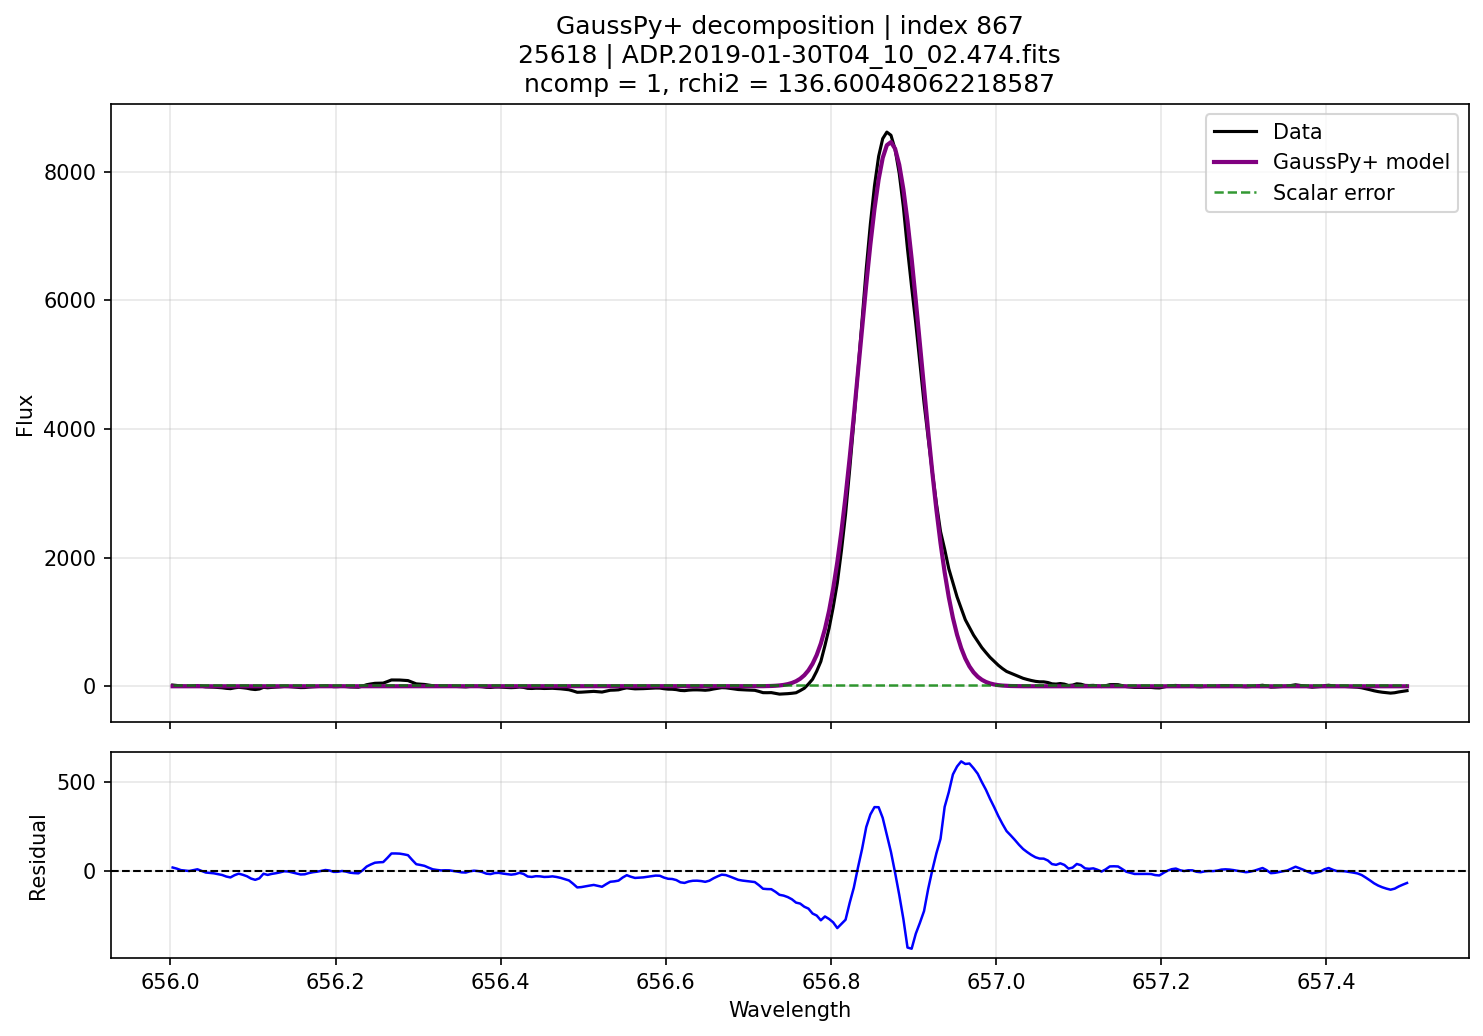 GaussPy+ decomposition | index 867
25618 | ADP.2019-01-30T04_10_02.474.fits
ncomp = 1, rchi2 = 136.60048062218587
Data
GaussPy+ model
Scalar error
8000
6000
4000
2000
0
Flux
500
0
Residual
656.0
656.2
656.4
656.6
656.8
657.0
657.2
657.4
Wavelength